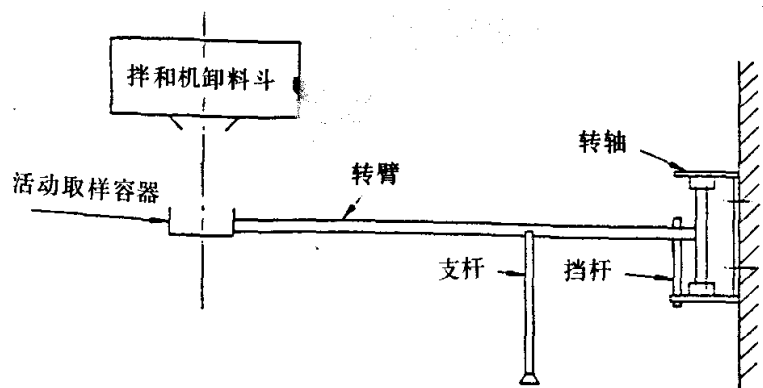 拌和机卸料斗
转轴
转臂
活动取样容器
支杆
挡杆